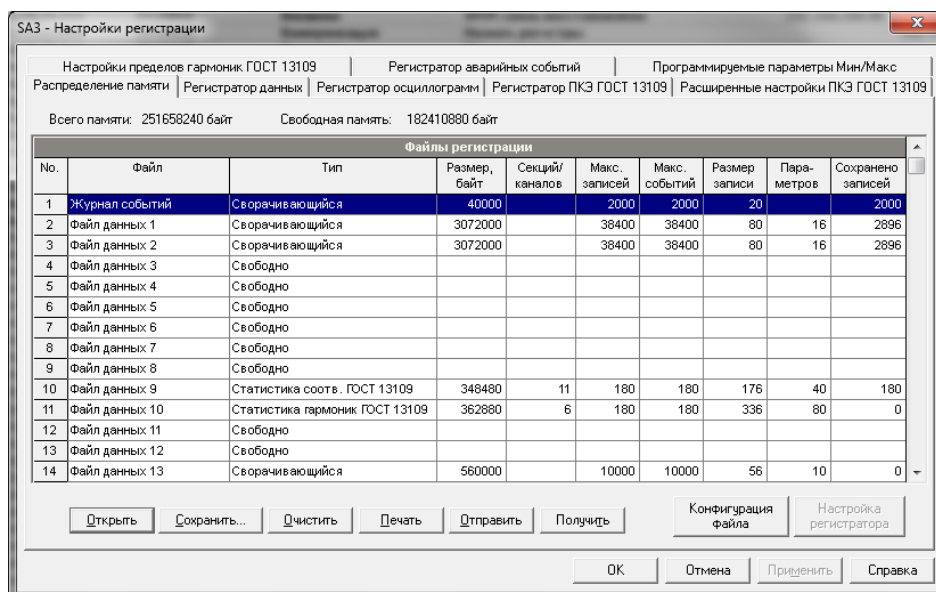 SA3 - Настройки регистрации
Настройки пределов гармоник ГОСТ 13109 Регистратор аварийных событий Программируемые параметры Мин/Макс
Распределение памяти Регистратор данных Регистратор осциллограмм Регистратор ПКЭ ГОСТ 13109 Расширенные настройки ПКЭ ГОСТ 13109
Всего памяти: 251658240 байт Свободная память: 182410880 байт
Файлы регистрации
No. Файл Тип Размер, байт Секций/ каналов Макс. записей Макс. событий Размер записи Пара- метров Сохранено записей
1 Журнал событий Сворачивающийся 40000 2000 2000 20 2000
2 Файл данных 1 Сворачивающийся 3072000 38400 38400 80 16 2896
3 Файл данных 2 Сворачивающийся 3072000 38400 38400 80 16 2896
4 Файл данных 3 Свободно
5 Файл данных 4 Свободно
6 Файл данных 5 Свободно
7 Файл данных 6 Свободно
8 Файл данных 7 Свободно
9 Файл данных 8 Свободно
10 Файл данных 9 Статистика соотв. ГОСТ 13109 348480 11 180 180 176 40 180
11 Файл данных 10 Статистика гармоник ГОСТ 13109 362880 6 180 180 336 80 0
12 Файл данных 11 Свободно
13 Файл данных 12 Свободно
14 Файл данных 13 Сворачивающийся 560000 10000 10000 56 10 0
Открыть Сохранить... Очистить Печать Отправить Получить Конфигурация файла Настройка регистратора
OK Отмена Применить Справка